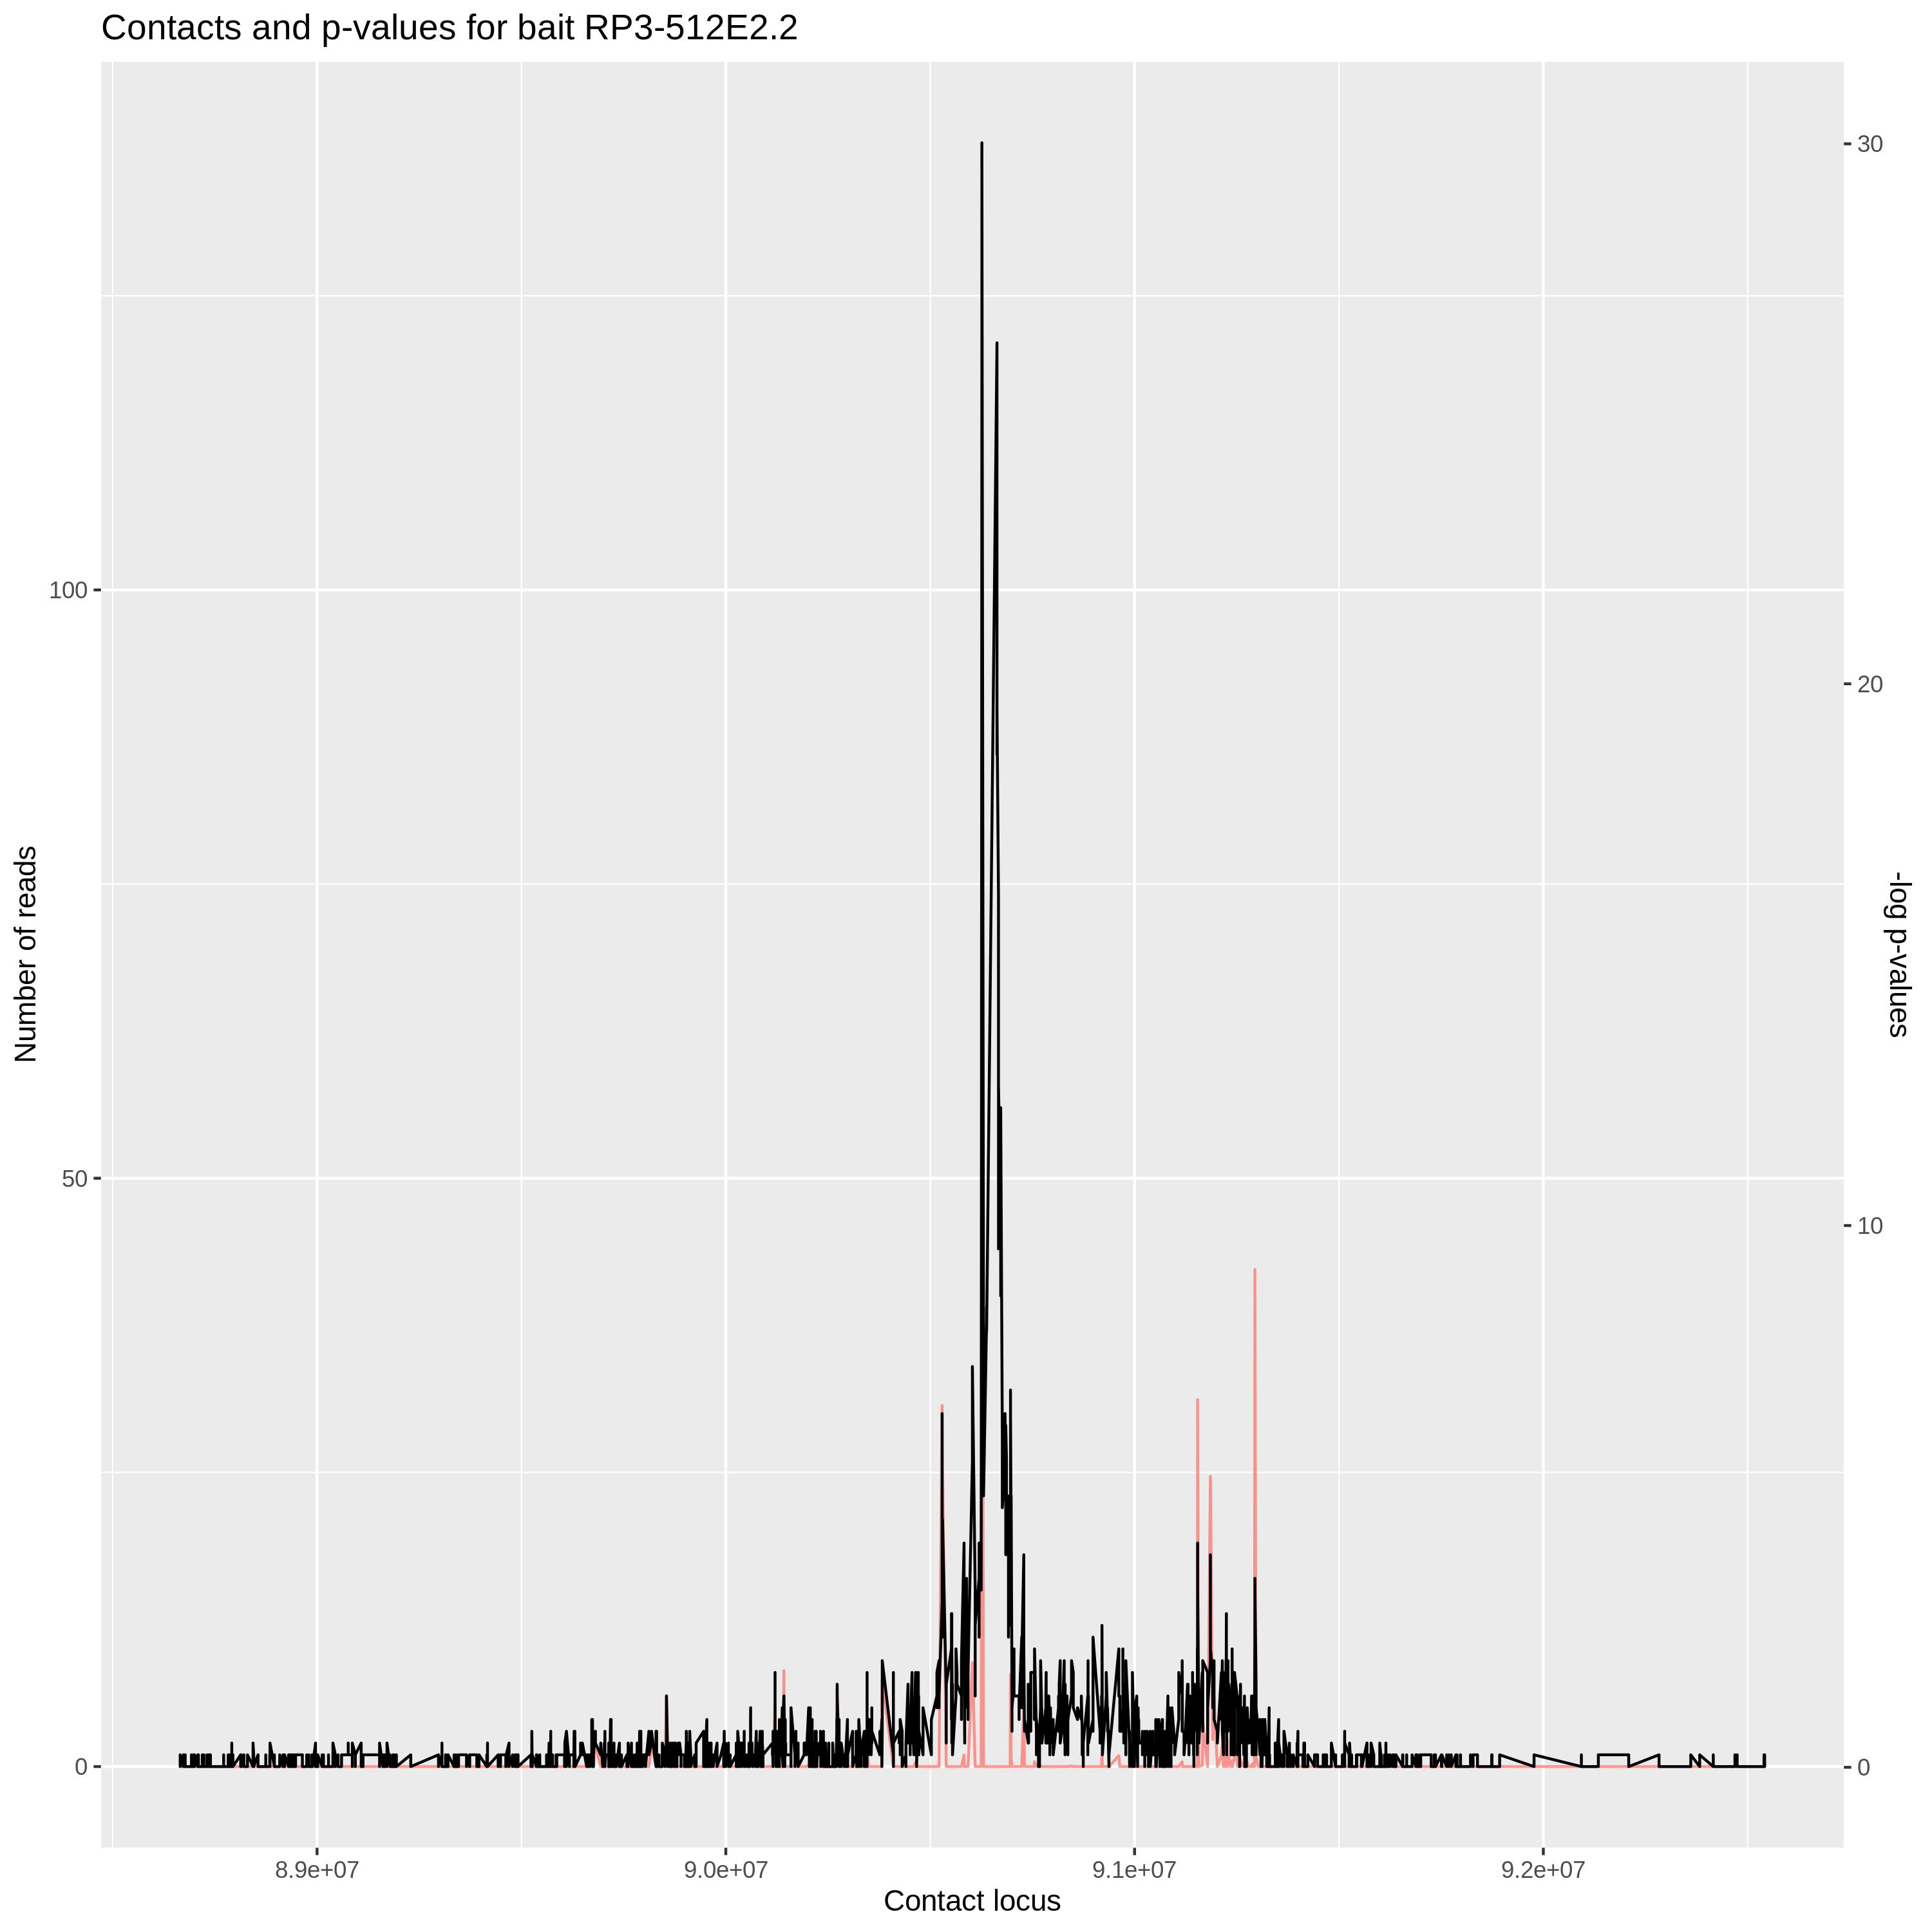 Contacts and p-values for bait RP3-512E2.2
Number of reads
100
50
0
30
20
10
0
-log p-values
8.9e+07
9.0e+07
9.1e+07
9.2e+07
Contact locus